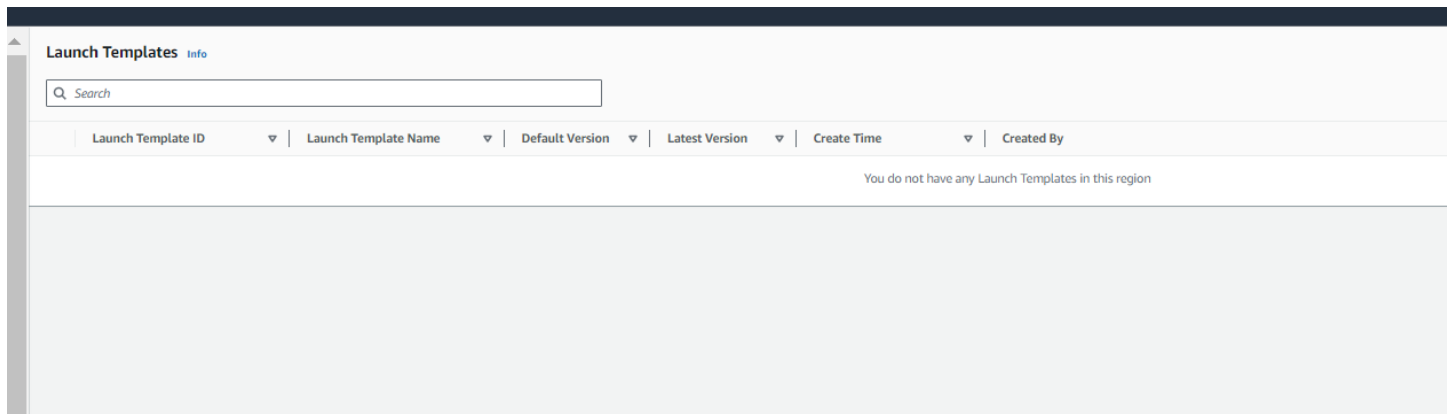 Launch Templates Info
Search
Launch Template ID Launch Template Name Default Version Latest Version Create Time Created By
You do not have any Launch Templates in this region